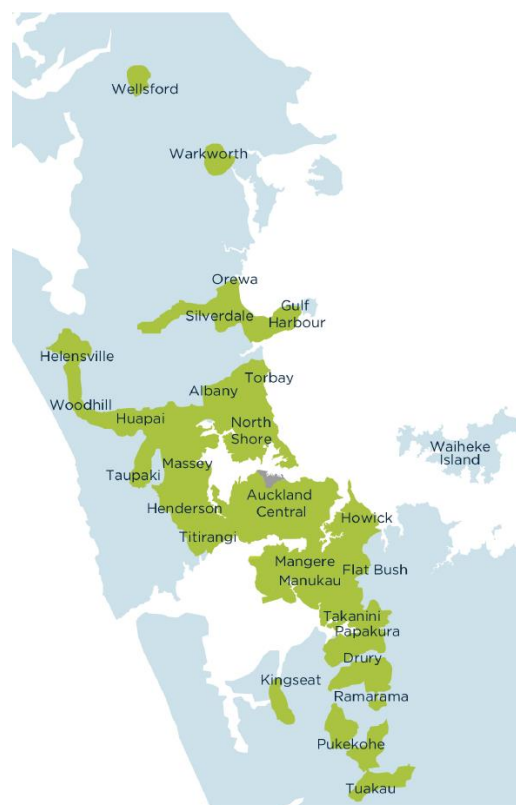 Wellsford
Warkworth
Orewa
Gulf
Harbour
Silverdale
Helensville
Torbay
Albany
Woodhill
Huapai
North
Shore
Waiheke
Island
Massey
Taupaki
Auckland
Central
Henderson
Howick
Titirangi
Mangere
Manukau
Flat Bush
Takanini
Papakura
Drury
Kingseat
Ramarama
Pukekohe
Tuakau